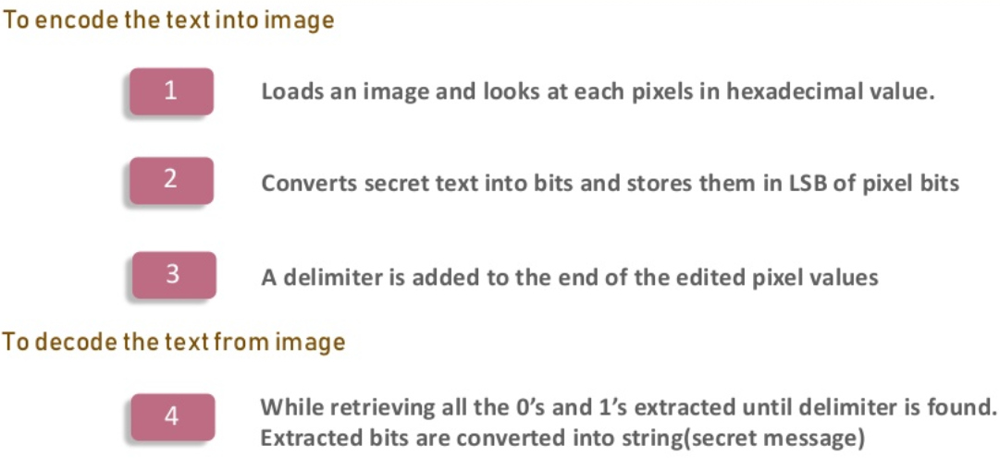 To encode the text into image
1
Loads an image and looks at each pixels in hexadecimal value.
2
Converts secret text into bits and stores them in LSB of pixel bits
3
A delimiter is added to the end of the edited pixel values
To decode the text from image
4
While retrieving all the 0’s and 1’s extracted until delimiter is found.
Extracted bits are converted into string(secret message)